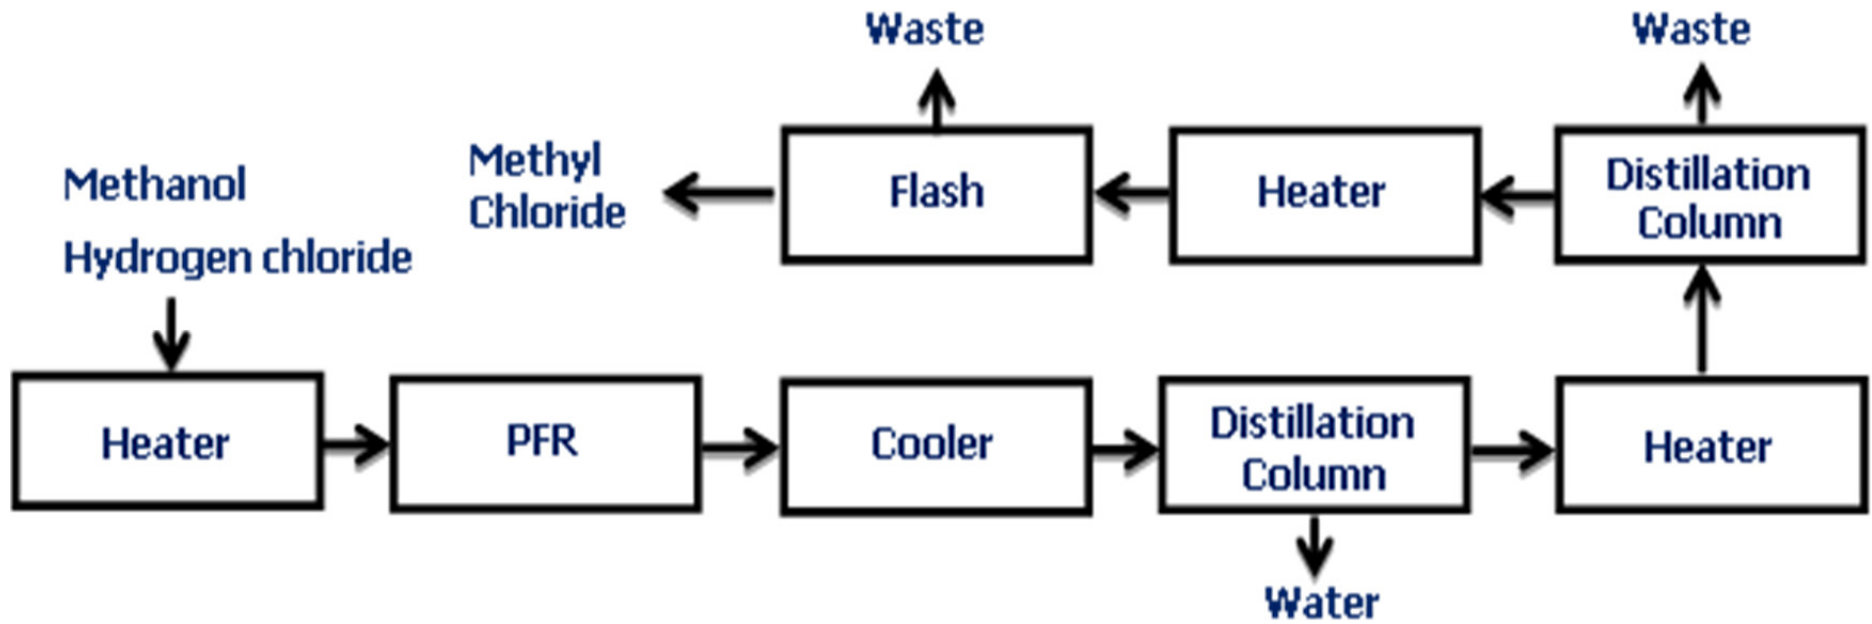 Waste
Waste
Methanol
Hydrogen chloride
Methyl
Chloride
Flash
Heater
Distillation
Column
Heater
PFR
Cooler
Distillation
Column
Heater
Water